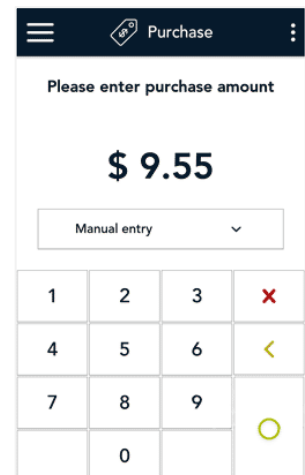 Purchase
Please enter purchase amount
$ 9.55
Manual entry
1 2 3
4 5 6
7 8 9
0